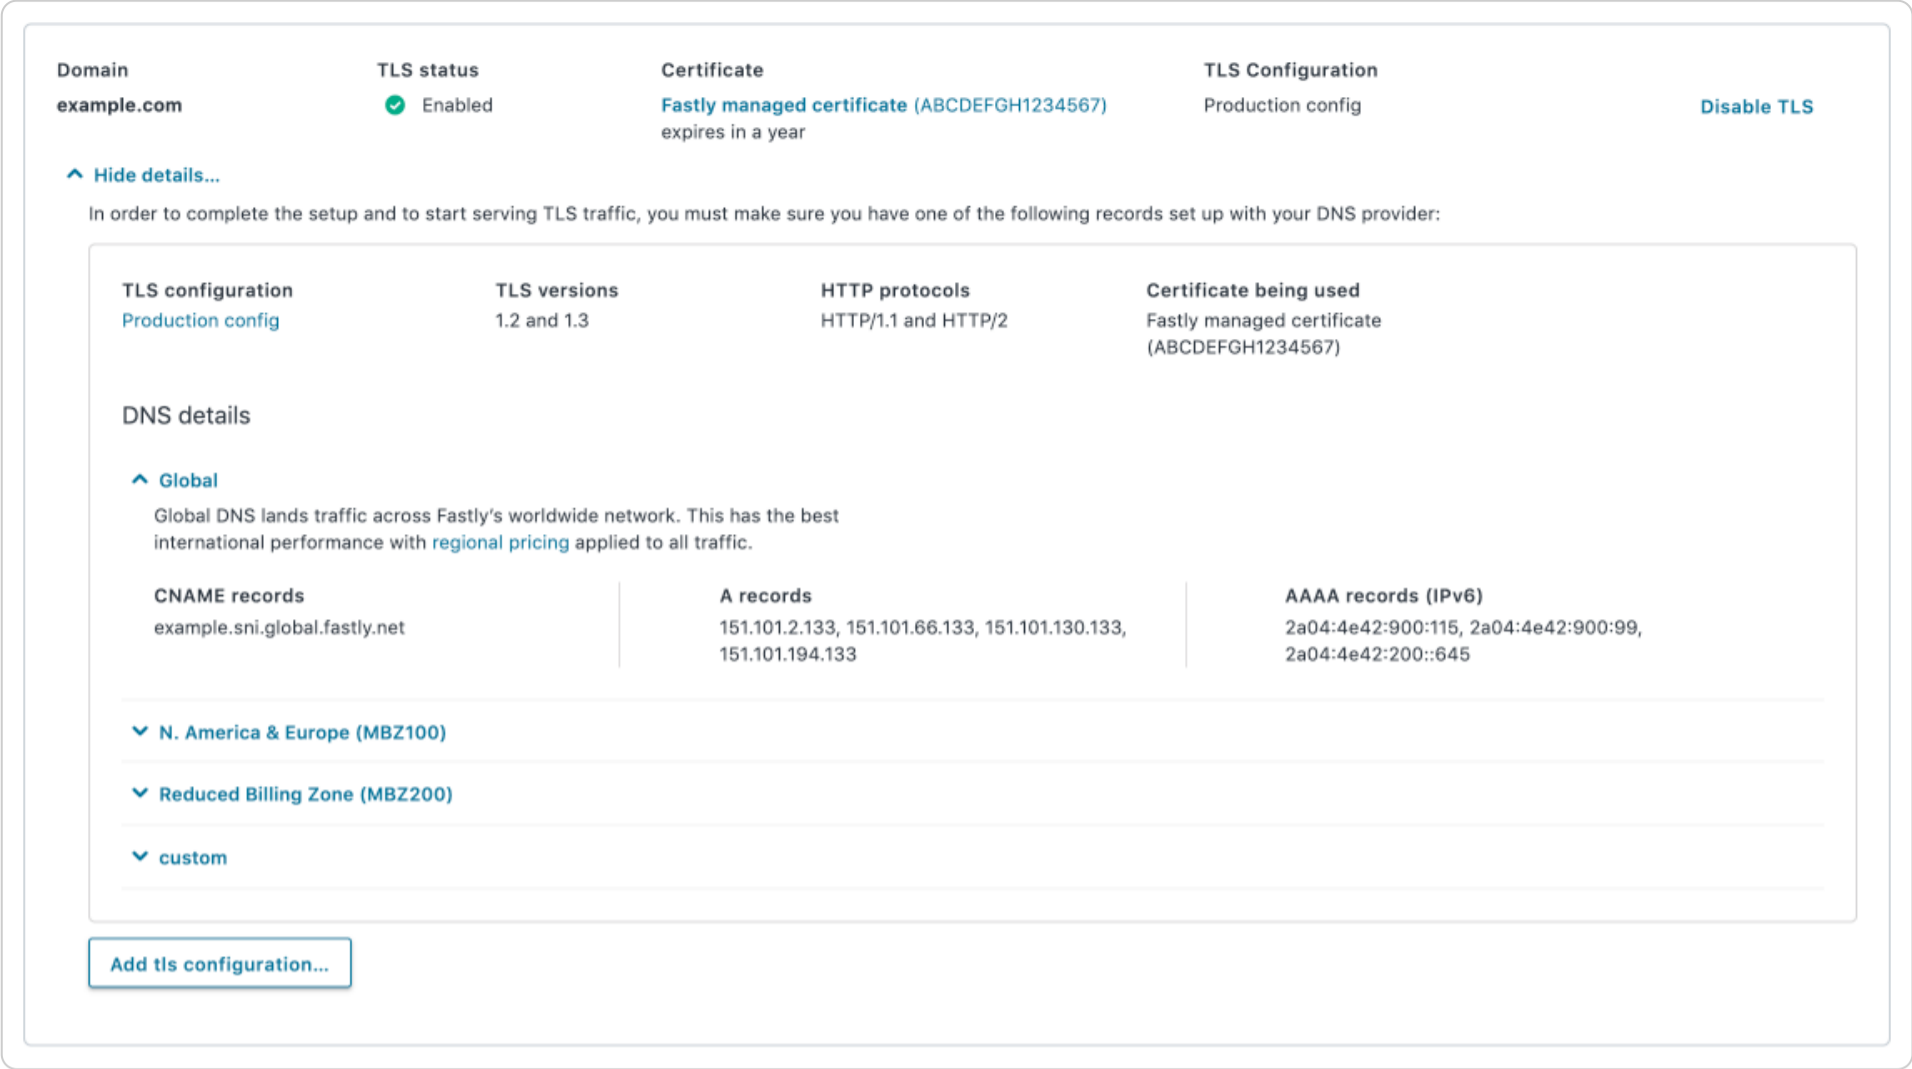 Domain
TLS status
Certificate
TLS Configuration
example.com
Enabled
Fastly managed certificate (ABCDEFGH1234567)
expires in a year
Production config
Disable TLS
Hide details...
In order to complete the setup and to start serving TLS traffic, you must make sure you have one of the following records set up with your DNS provider:
TLS configuration
Production config
TLS versions
1.2 and 1.3
HTTP protocols
HTTP/1.1 and HTTP/2
Certificate being used
Fastly managed certificate
(ABCDEFGH1234567)
DNS details
Global
Global DNS lands traffic across Fastly's worldwide network. This has the best
international performance with regional pricing applied to all traffic.
CNAME records
example.sni.global.fastly.net
A records
151.101.2.133, 151.101.66.133, 151.101.130.133,
151.101.194.133
AAAA records (IPv6)
2a04:4e42:900:115, 2a04:4e42:900:99,
2a04:4e42:200::645
N. America & Europe (MBZ100)
Reduced Billing Zone (MBZ200)
custom
Add tls configuration...